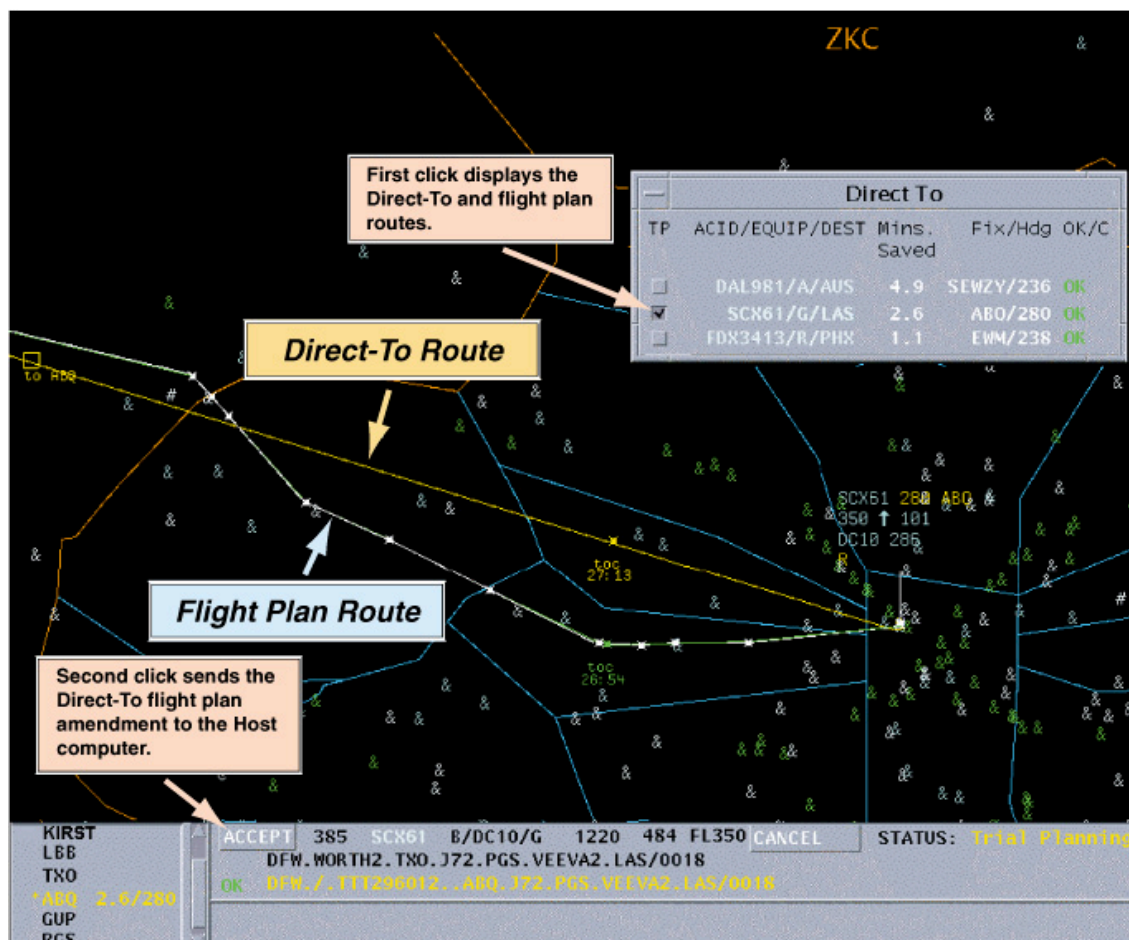 ZKC
First click displays the
Direct-To and flight plan
routes.
Direct To
TP ACID/EQUIP/DEST Mins. Fix/Hdg OK/C
Saved
DAL981/A/AUS 4.9 SEWZY/236 OK
SCX61/G/LAS 2.6 ABQ/280 OK
FDX3413/R/PHX 1.1 EWM/238 OK
Direct-To Route
to ABQ
SCX61 280 ABQ
350 ↑ 101
DC10 286
R
toc
27:13
Flight Plan Route
toc
26:54
Second click sends the
Direct-To flight plan
amendment to the Host
computer.
ACCEPT 385 SCX61 B/DC10/G 1220 484 FL350 CANCEL STATUS: Trial Planning
DFW.WORTH2.TXO.J72.PGS.VEEVA2.LAS/0018
OK DFW./.TTT296012..ABQ.J72.PGS.VEEVA2.LAS/0018
KIRST
LBB
TXO
*ABQ 2.6/280
GUP
PGS